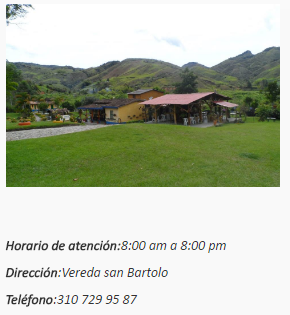 Horario de atención:8:00 am a 8:00 pm
Dirección:Vereda san Bartolo
Teléfono:310 729 95 87